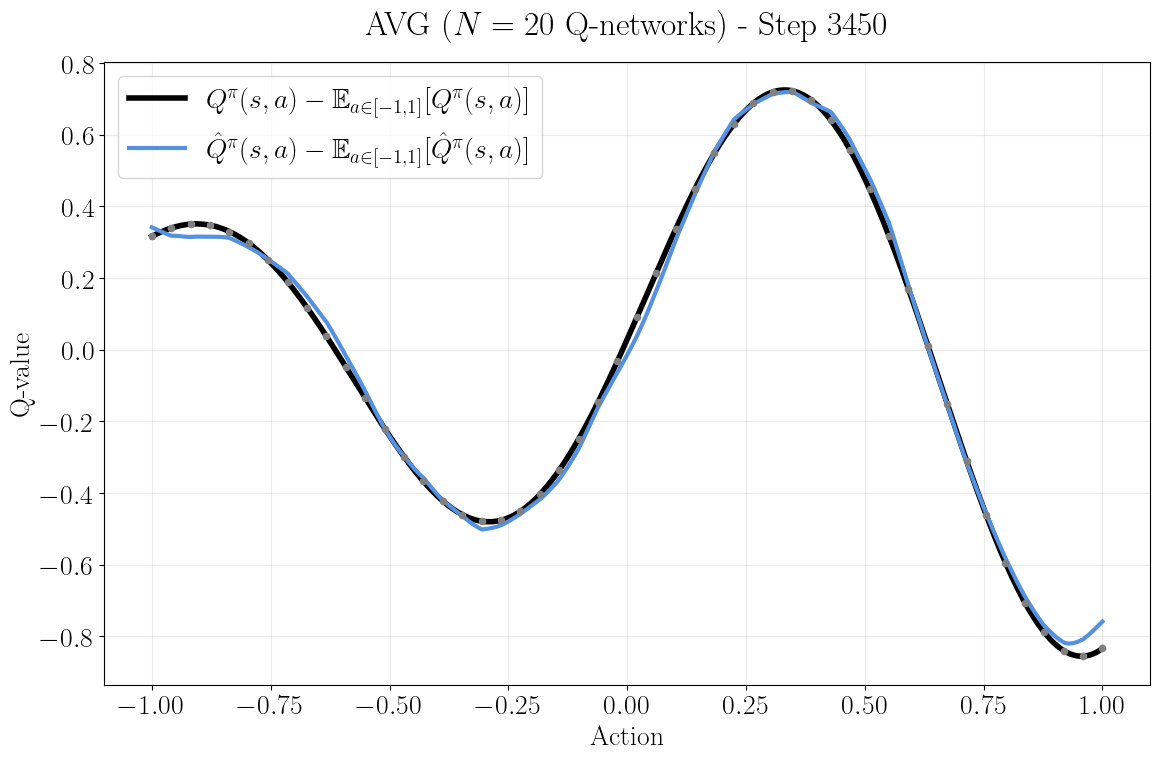 AVG (N = 20 Q-networks) - Step 3450
Q^π(s, a) − 𝔼_{a∈[−1,1]}[Q^π(s, a)]
Q̂^π(s, a) − 𝔼_{a∈[−1,1]}[Q̂^π(s, a)]
Q-value
0.8
0.6
0.4
0.2
0.0
−0.2
−0.4
−0.6
−0.8
−1.00 −0.75 −0.50 −0.25 0.00 0.25 0.50 0.75 1.00
Action